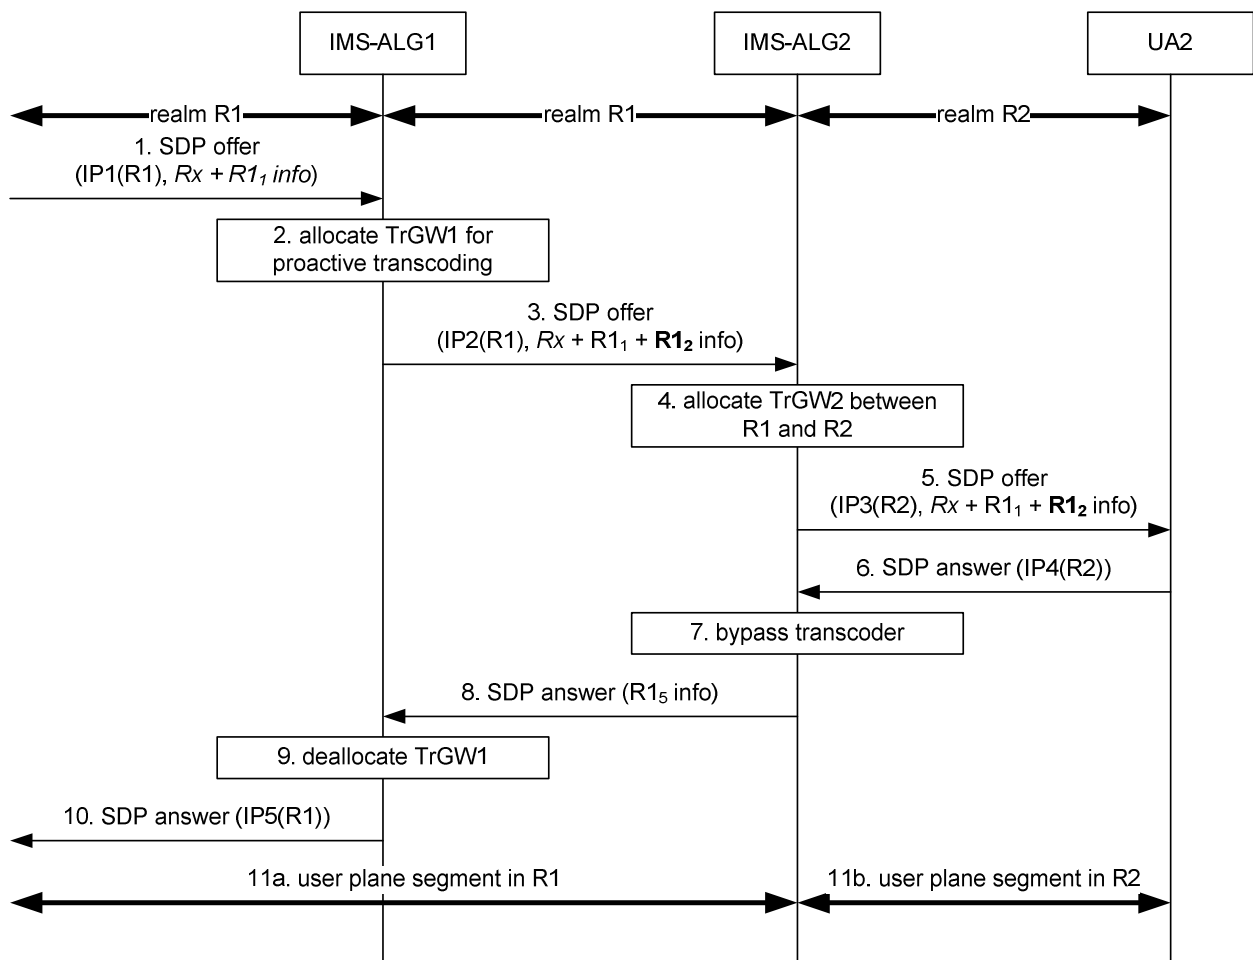 IMS-ALG1
IMS-ALG2
UA2
realm R1
realm R1
realm R2
1. SDP offer
(IP1(R1), Rx + R1₁ info)
2. allocate TrGW1 for
proactive transcoding
3. SDP offer
(IP2(R1), Rx + R1₁ + R1₂ info)
4. allocate TrGW2 between
R1 and R2
5. SDP offer
(IP3(R2), Rx + R1₁ + R1₂ info)
6. SDP answer (IP4(R2))
7. bypass transcoder
8. SDP answer (R1₅ info)
9. deallocate TrGW1
10. SDP answer (IP5(R1))
11a. user plane segment in R1
11b. user plane segment in R2